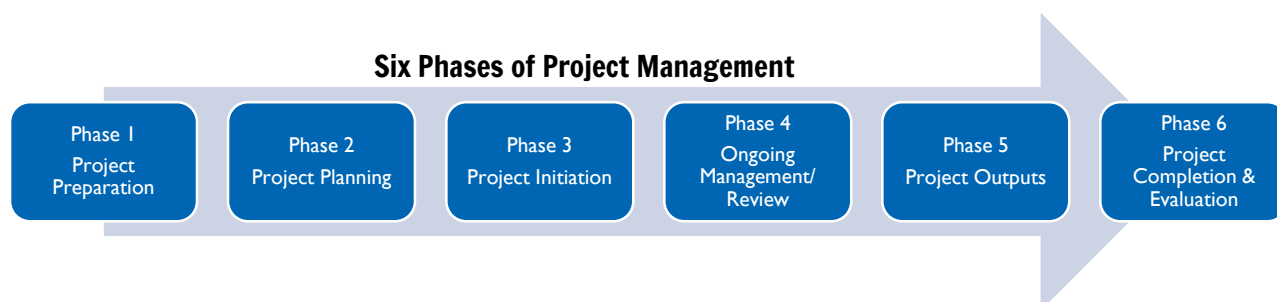 Six Phases of Project Management
Phase 1
Project
Preparation
Phase 2
Project Planning
Phase 3
Project Initiation
Phase 4
Ongoing
Management/
Review
Phase 5
Project Outputs
Phase 6
Project
Completion &
Evaluation